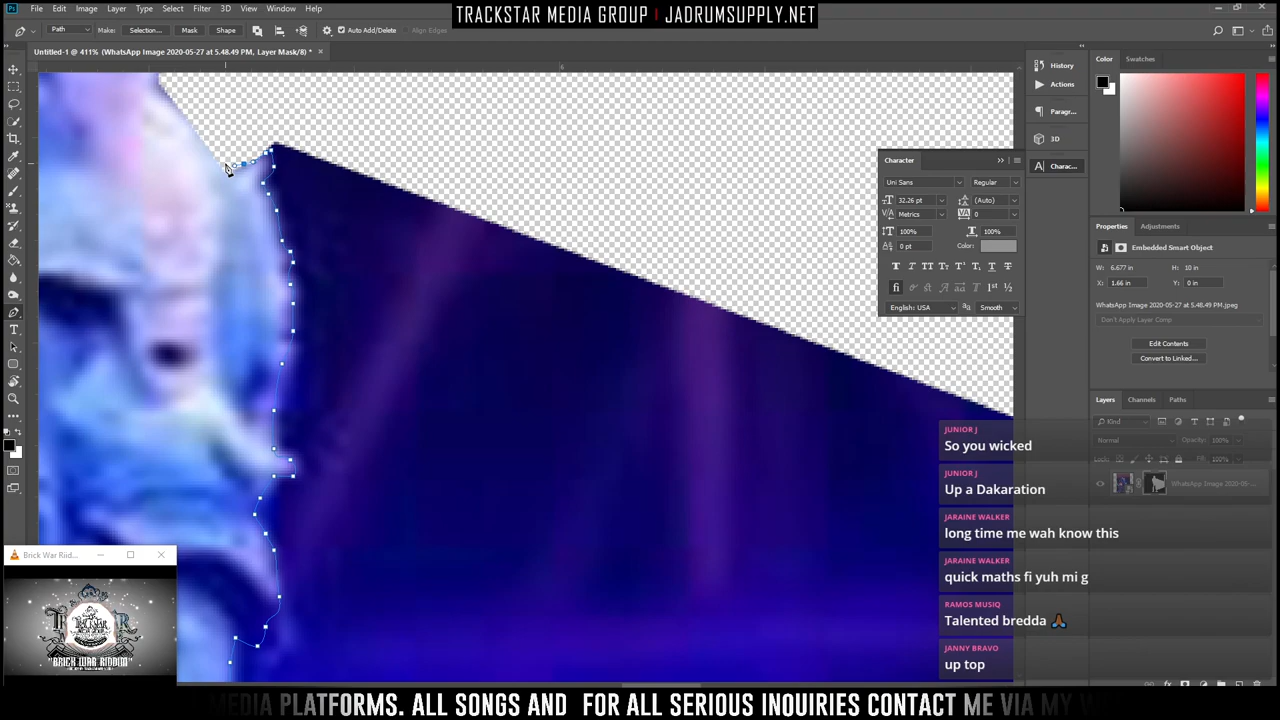 TRACKSTAR MEDIA GROUP | JADRUMSUPPLY.NET
File Edit Image Layer Type Select Filter 3D View Window Help
Path Make: Selection... Mask Shape Auto Add/Delete Align Edges
Untitled-1 @ 411% (WhatsApp Image 2020-05-27 at 5.48.49 PM, Layer Mask/8) *
History
Actions
Paragr...
3D
Charac...
Color Swatches
Character
Uni Sans Regular
32.26 pt (Auto)
Metrics 0
100% 100%
0 pt Color:
English: USA Smooth
Properties Adjustments
Embedded Smart Object
W: 6.677 in H: 10 in
X: 1.66 in Y: 0 in
WhatsApp Image 2020-05-27 at 5.48.49 PM.jpeg
Don't Apply Layer Comp
Edit Contents
Convert to Linked...
Layers Channels Paths
Kind
Normal Opacity: 100%
Fill: 100%
WhatsApp Image 2020-05-...
JUNIOR J
So you wicked
JUNIOR J
Up a Dakaration
JARAINE WALKER
long time me wah know this
JARAINE WALKER
quick maths fi yuh mi g
RAMOS MUSIQ
Talented bredda 🙏🏾
JANNY BRAVO
up top
Brick War Riid...
"BRICK WAR RIDDIM"
MEDIA PLATFORMS. ALL SONGS AND FOR ALL SERIOUS INQUIRIES CONTACT ME VIA MY